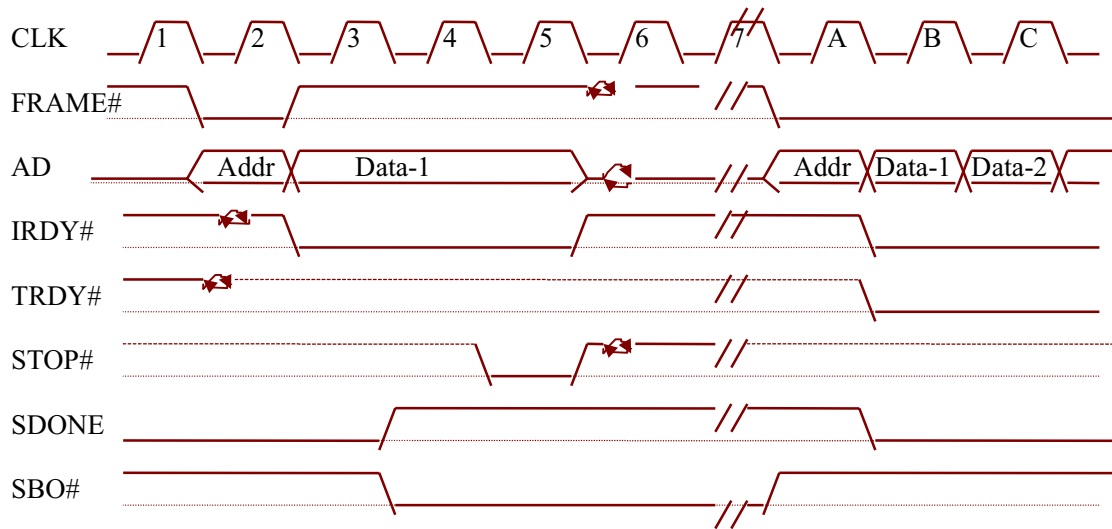 CLK 1 2 3 4 5 6 7 A B C
FRAME#
AD Addr Data-1 Addr Data-1 Data-2
IRDY#
TRDY#
STOP#
SDONE
SBO#